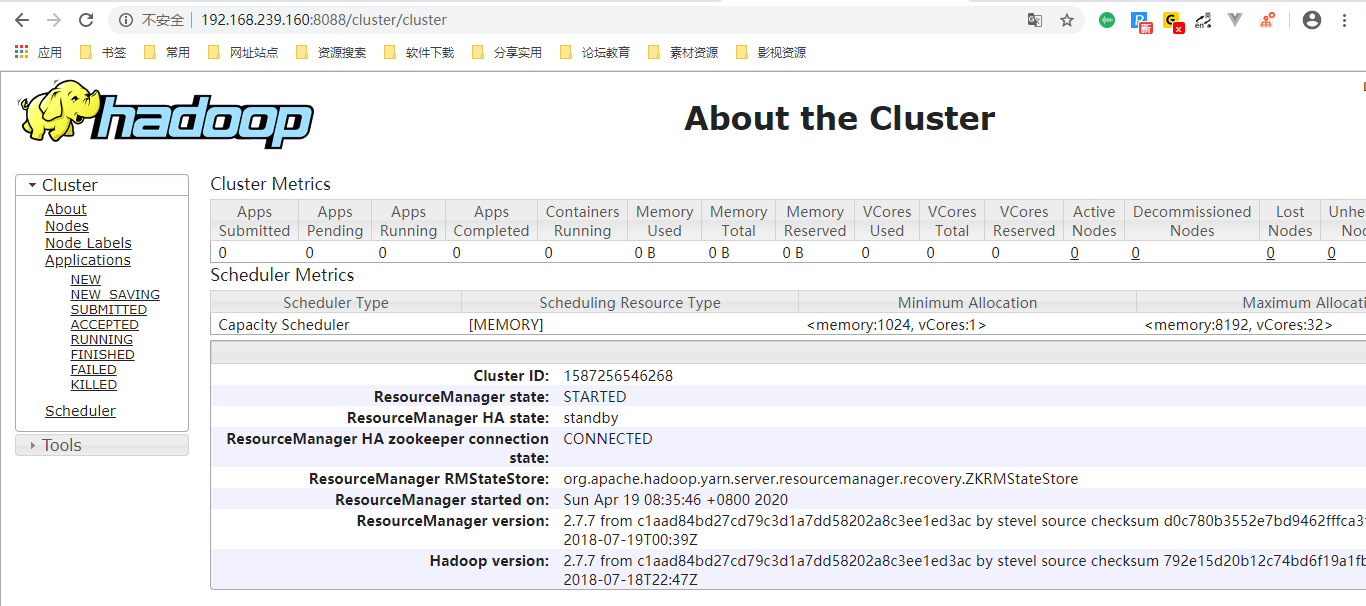 不安全 192.168.239.160:8088/cluster/cluster
应用 书签 常用 网址站点 资源搜索 软件下载 分享实用 论坛教育 素材资源 影视资源
hadoop
About the Cluster
Cluster
About
Nodes
Node Labels
Applications
NEW
NEW_SAVING
SUBMITTED
ACCEPTED
RUNNING
FINISHED
FAILED
KILLED
Scheduler
Tools
Cluster Metrics
Apps Submitted Apps Pending Apps Running Apps Completed Containers Running Memory Used Memory Total Memory Reserved VCores Used VCores Total VCores Reserved Active Nodes Decommissioned Nodes Lost Nodes
0 0 0 0 0 0 B 0 B 0 B 0 0 0 0 0 0 0
Scheduler Metrics
Scheduler Type Scheduling Resource Type Minimum Allocation Maximum
Capacity Scheduler [MEMORY] <memory:1024, vCores:1> <memory:8192, vCores:32>
Cluster ID: 1587256546268
ResourceManager state: STARTED
ResourceManager HA state: standby
ResourceManager HA zookeeper connection state: CONNECTED
ResourceManager RMStateStore: org.apache.hadoop.yarn.server.resourcemanager.recovery.ZKRMStateStore
ResourceManager started on: Sun Apr 19 08:35:46 +0800 2020
ResourceManager version: 2.7.7 from c1aad84bd27cd79c3d1a7dd58202a8c3ee1ed3ac by stevel source checksum
2018-07-19T00:39Z
Hadoop version: 2.7.7 from c1aad84bd27cd79c3d1a7dd58202a8c3ee1ed3ac by stevel source checksum
2018-07-18T22:47Z